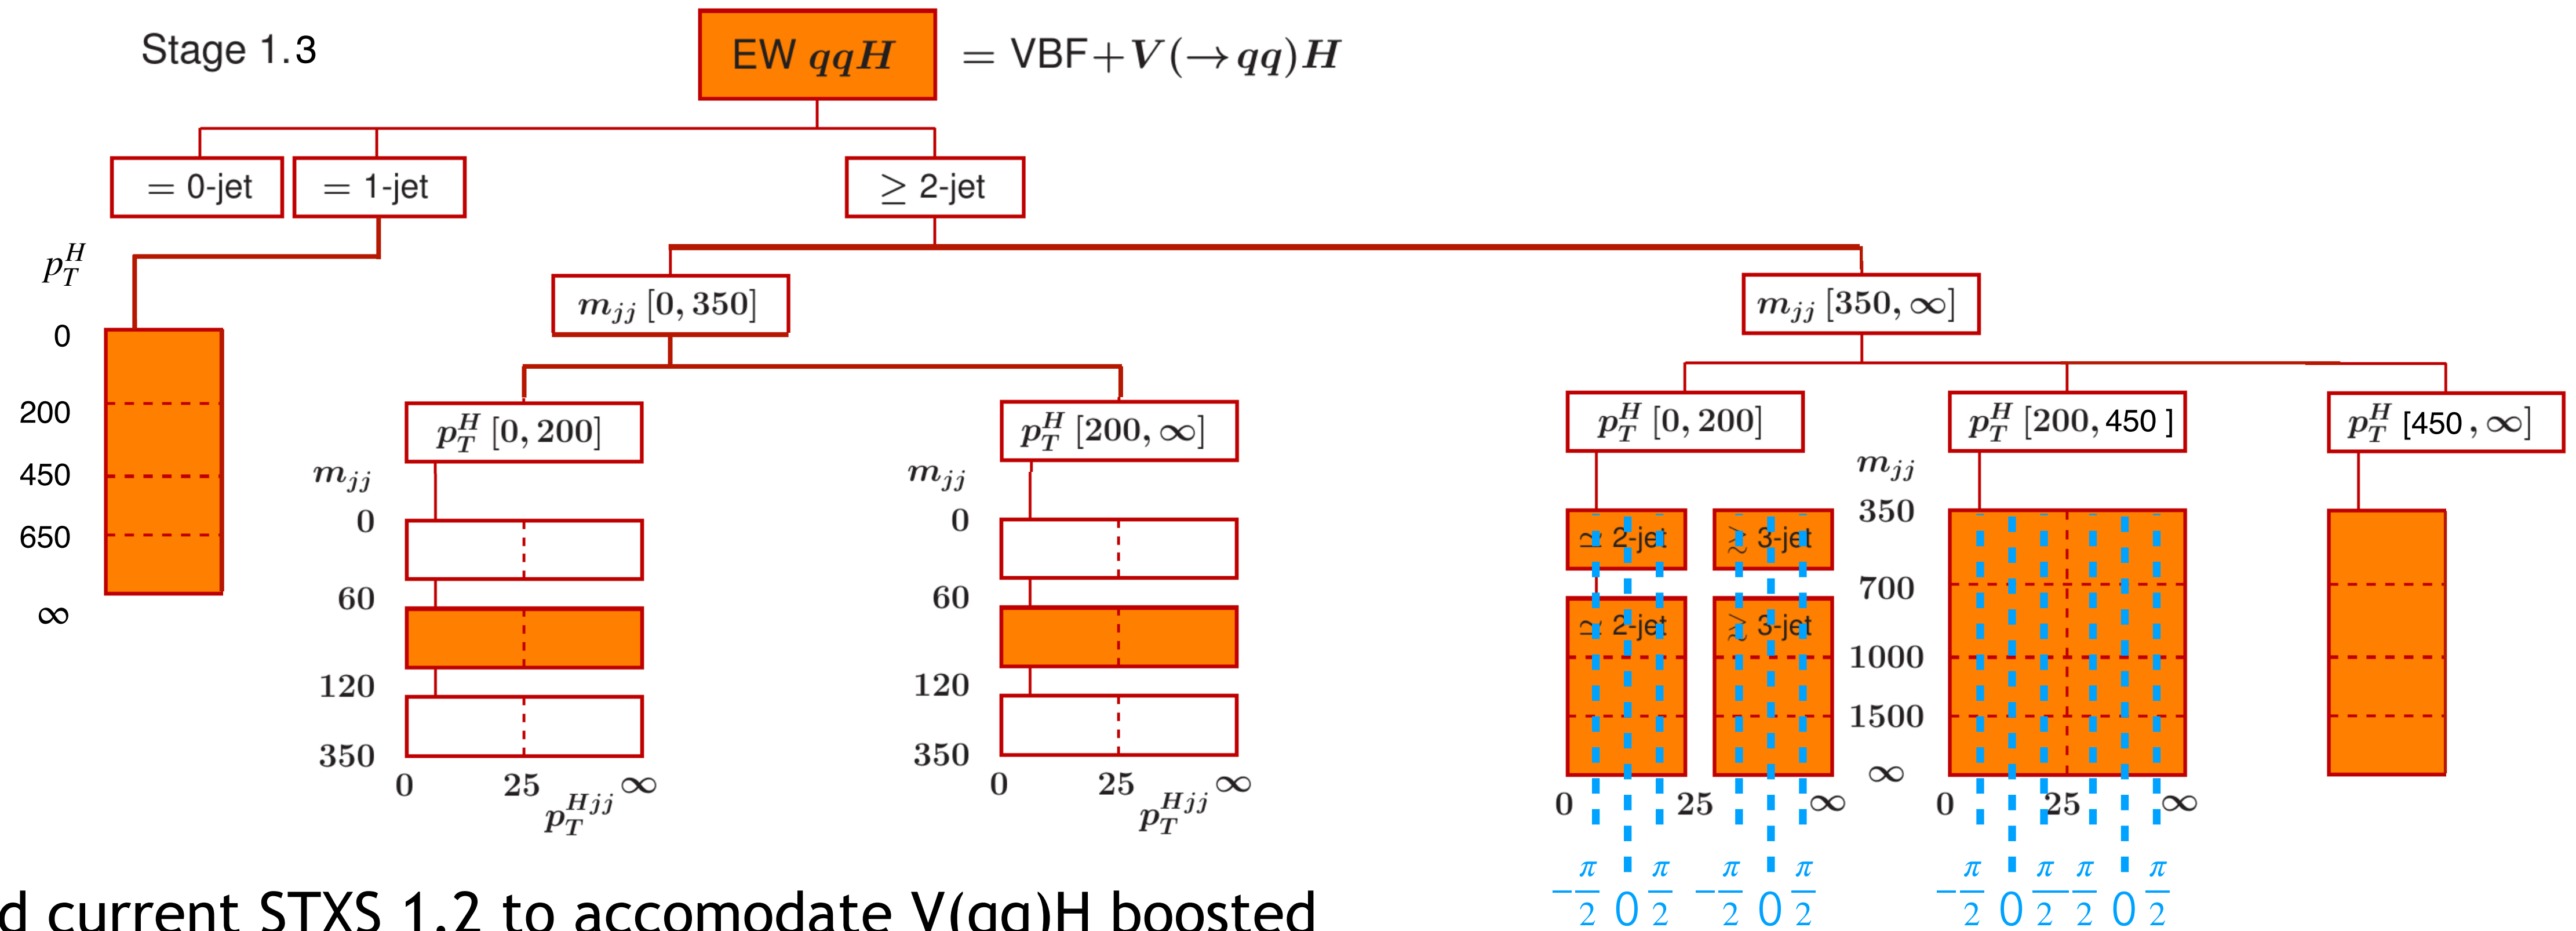 Stage 1.3
EW qqH = VBF+V(→qq)H
= 0-jet = 1-jet ≥ 2-jet
p_T^H
m_jj [0, 350] m_jj [350, ∞]
0
200
450
650
∞
p_T^H [0, 200] p_T^H [200, ∞] p_T^H [0, 200] p_T^H [200, 450 ] p_T^H [450 , ∞]
m_jj
0
60
120
350
0 25 ∞
p_T^Hjj
m_jj
0
60
120
350
0 25 ∞
p_T^Hjj
≃ 2-jet ≳ 3-jet
≃ 2-jet ≳ 3-jet
m_jj
350
700
1000
1500
∞
0 25 ∞ 0 25 ∞
−π/2 0 π/2 −π/2 0 π/2 −π/2 0 π/2 π/2 0 π/2
d current STXS 1.2 to accomodate V(qq)H boosted